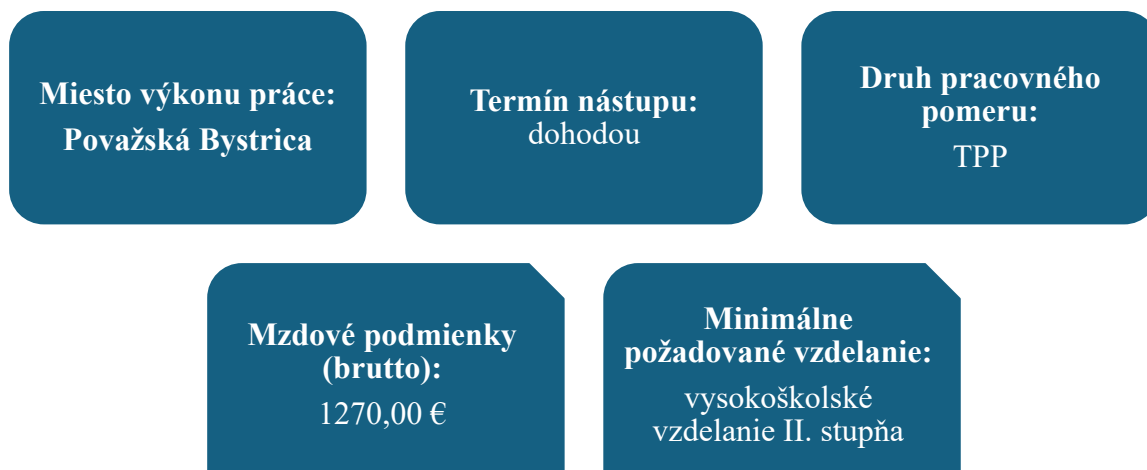 Miesto výkonu práce:
Považská Bystrica
Termín nástupu:
dohodou
Druh pracovného
pomeru:
TPP
Mzdové podmienky
(brutto):
1270,00 €
Minimálne
požadované vzdelanie:
vysokoškolské
vzdelanie II. stupňa